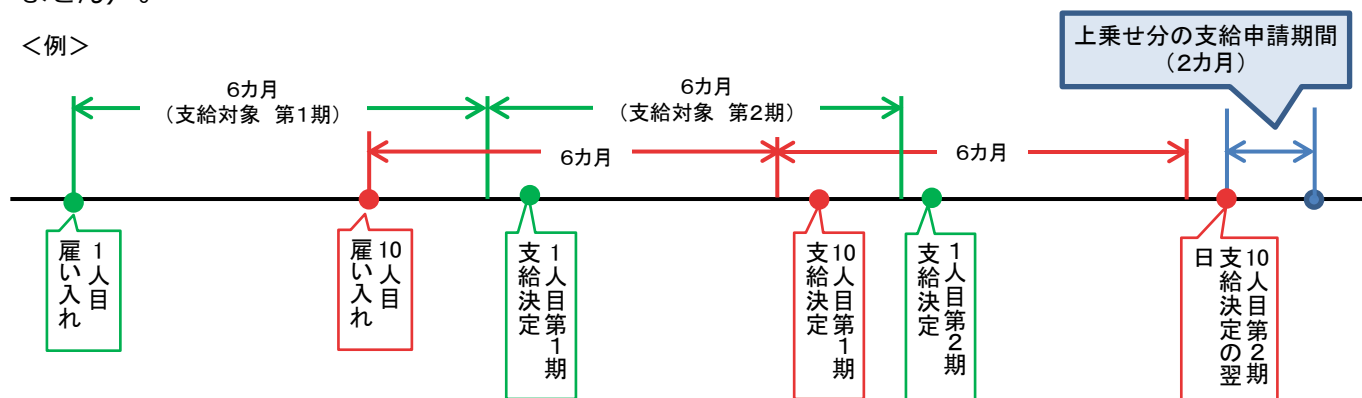 ません）。
＜例＞
上乗せ分の支給申請期間
（2カ月）
6カ月
（支給対象 第1期）
6カ月
（支給対象 第2期）
6カ月
6カ月
1人目
雇い入れ
10人目
雇い入れ
1人目第1期
支給決定
10人目第1期
支給決定
1人目第2期
支給決定
10人目第2期
支給決定の翌
日